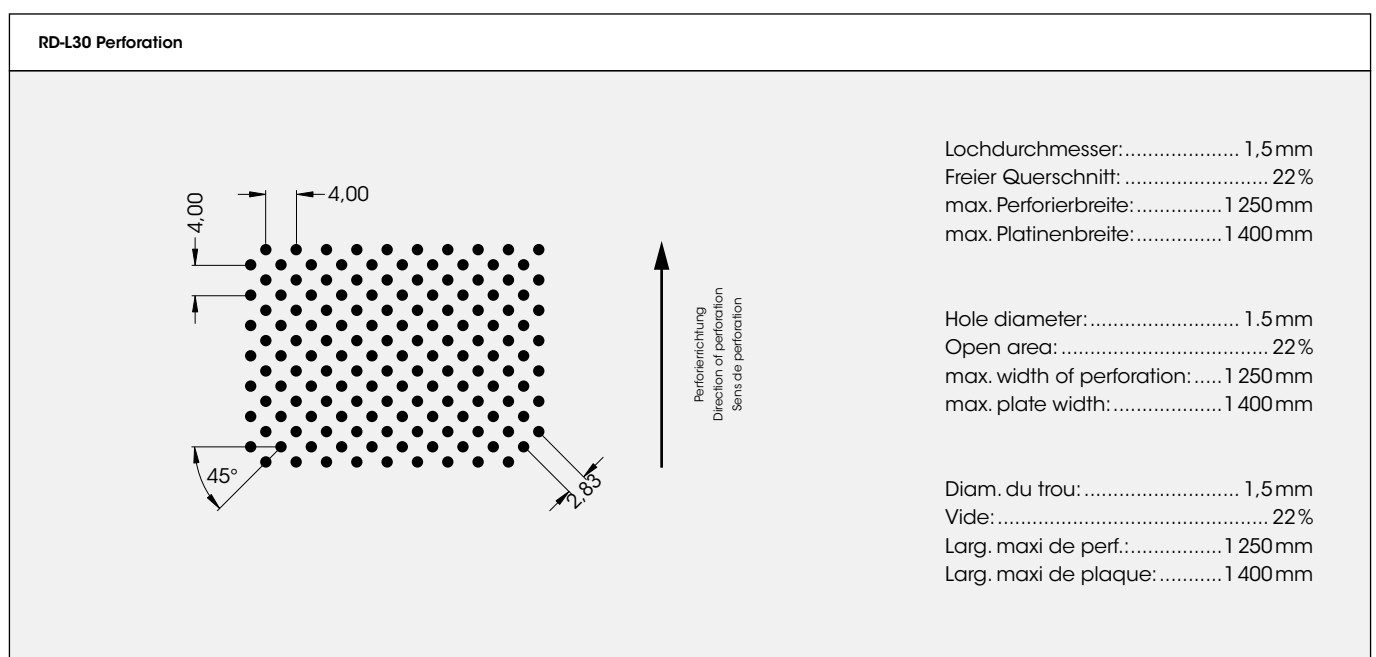 RD-L30 Perforation
4,00
4,00
45°
2,83
Perforierrichtung
Direction of perforation
Sens de perforation
Lochdurchmesser:.................... 1,5 mm
Freier Querschnitt: ......................... 22 %
max. Perforierbreite:...............1 250 mm
max. Platinenbreite:...............1 400 mm
Hole diameter:.......................... 1.5 mm
Open area: .................................... 22 %
max. width of perforation:.....1 250 mm
max. plate width:...................1 400 mm
Diam. du trou: ........................... 1,5 mm
Vide:............................................... 22 %
Larg. maxi de perf.:................1 250 mm
Larg. maxi de plaque:...........1 400 mm